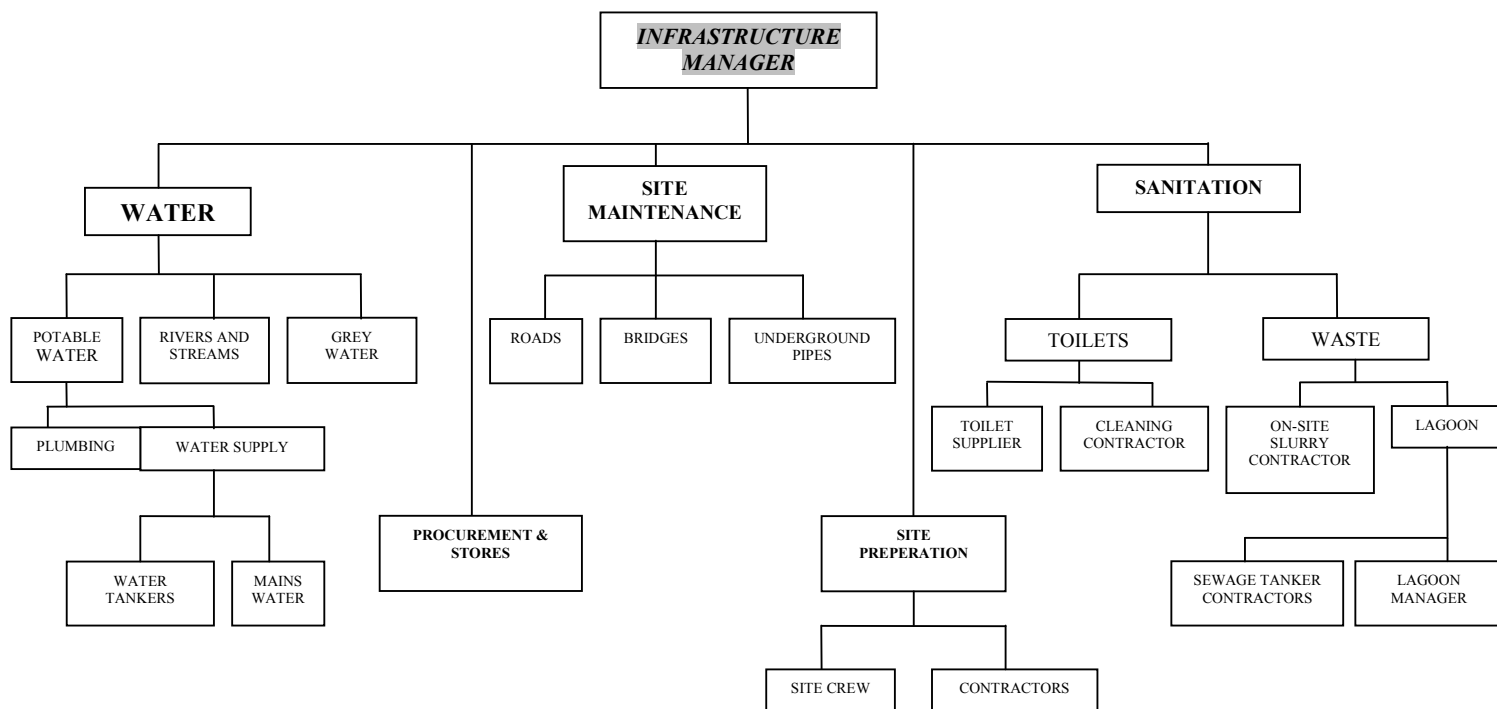 INFRASTRUCTURE
MANAGER
WATER
SITE
MAINTENANCE
SANITATION
POTABLE
WATER
RIVERS AND
STREAMS
GREY
WATER
ROADS
BRIDGES
UNDERGROUND
PIPES
TOILETS
WASTE
PLUMBING
WATER SUPPLY
TOILET
SUPPLIER
CLEANING
CONTRACTOR
ON-SITE
SLURRY
CONTRACTOR
LAGOON
PROCUREMENT &
STORES
SITE
PREPERATION
WATER
TANKERS
MAINS
WATER
SEWAGE TANKER
CONTRACTORS
LAGOON
MANAGER
SITE CREW
CONTRACTORS